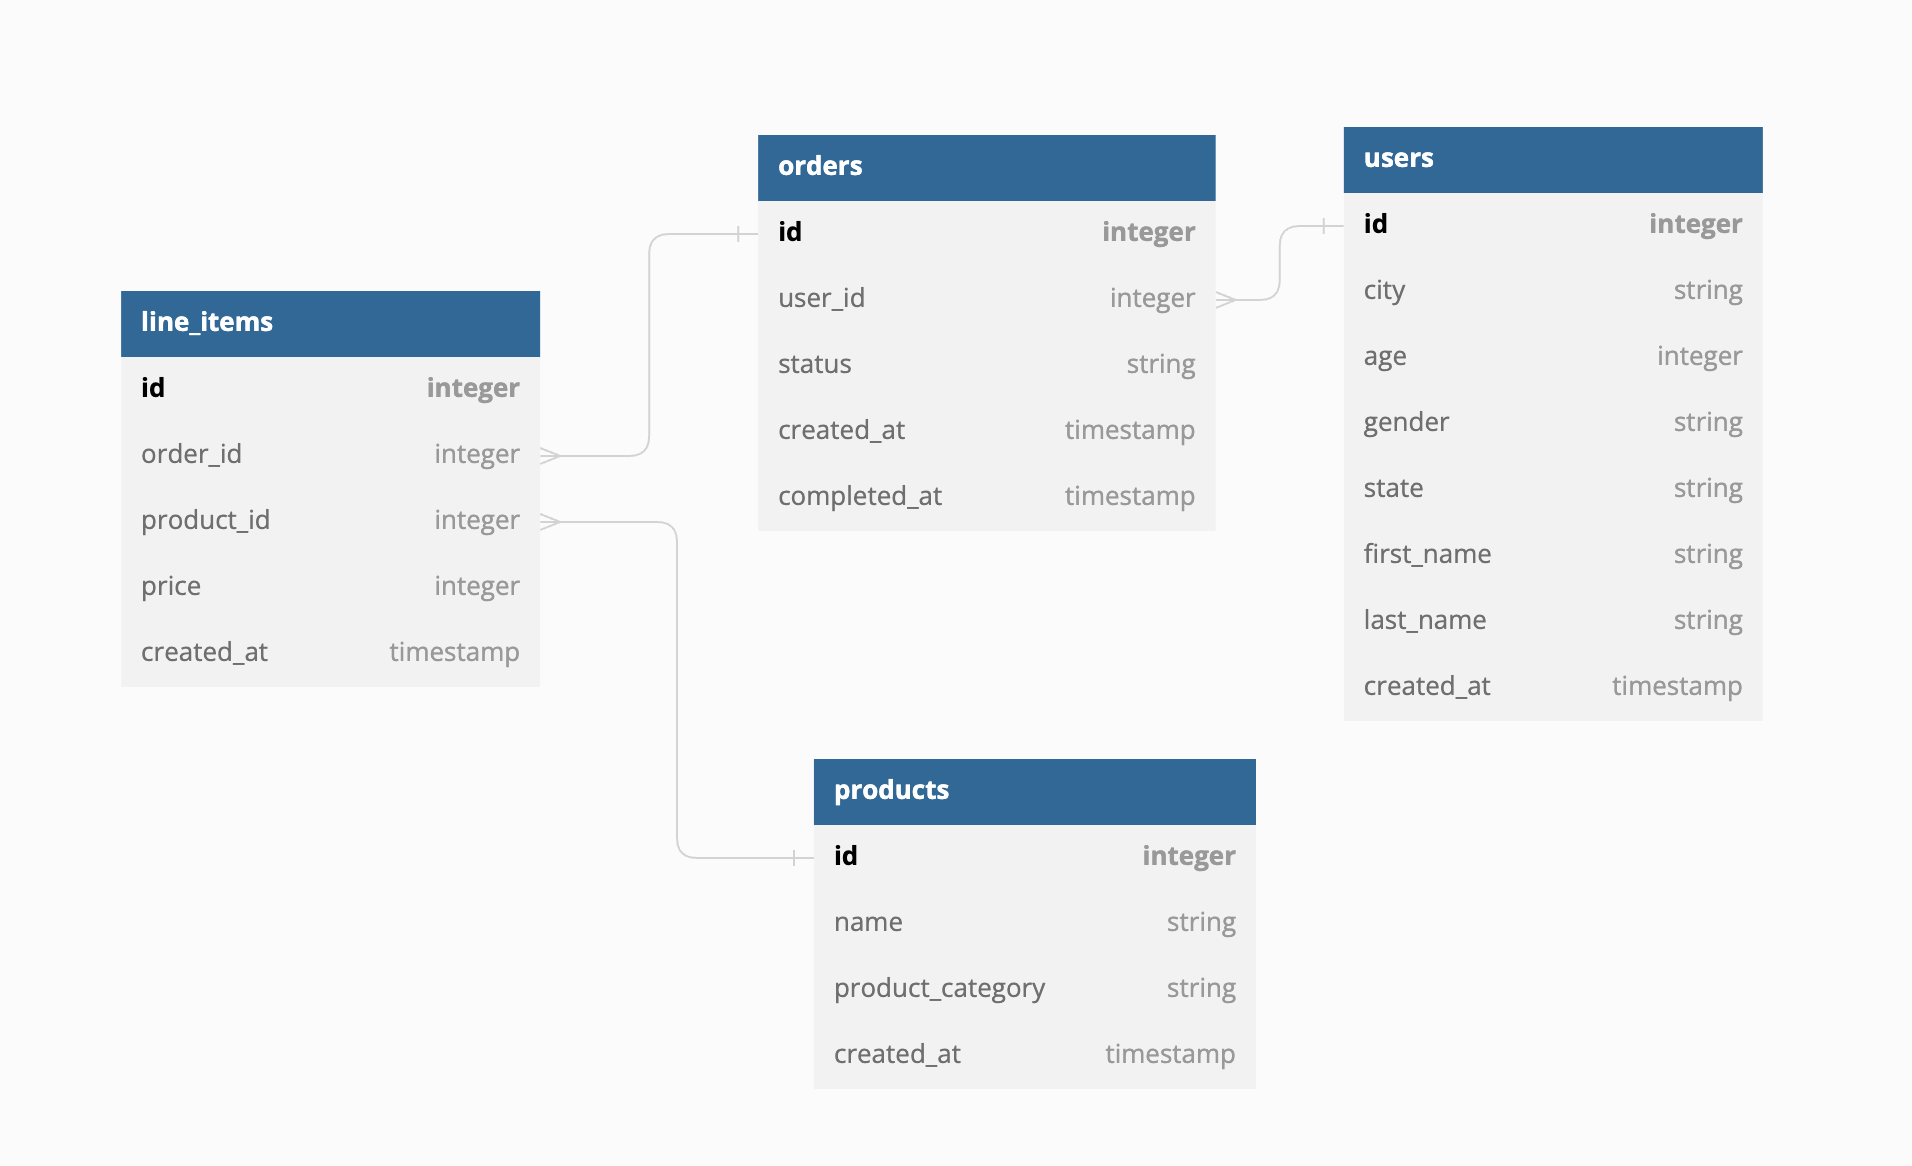 line_items
id integer
order_id integer
product_id integer
price integer
created_at timestamp
orders
id integer
user_id integer
status string
created_at timestamp
completed_at timestamp
users
id integer
city string
age integer
gender string
state string
first_name string
last_name string
created_at timestamp
products
id integer
name string
product_category string
created_at timestamp